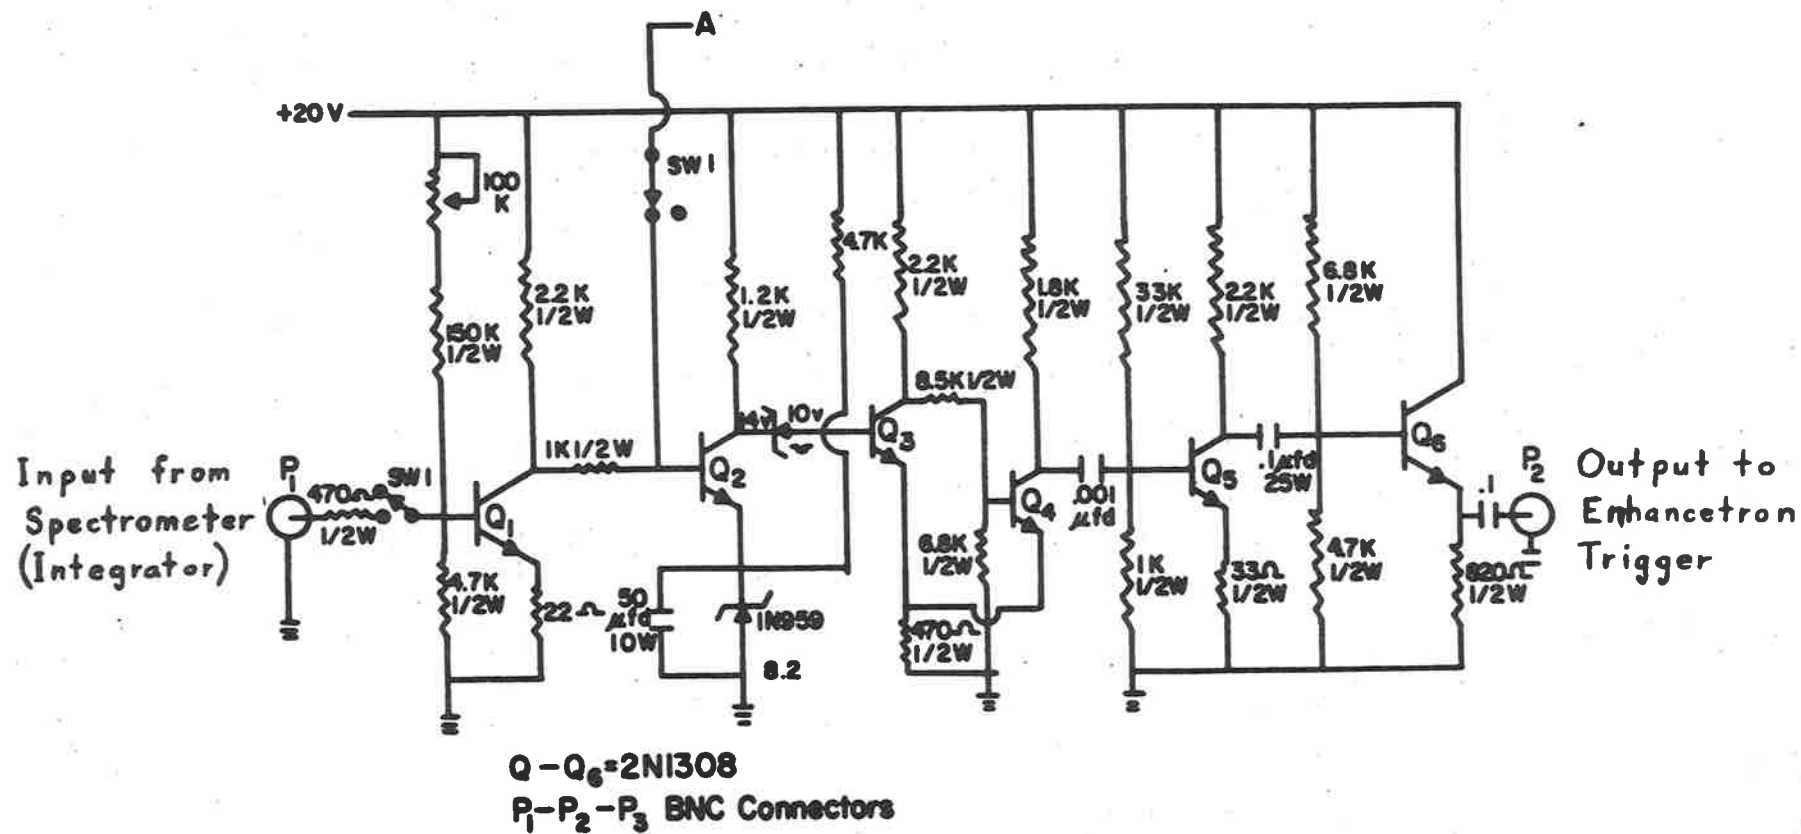 A
+20V
SW1
100
K
4.7K
2.2K
1/2W
2.2K
1/2W
1.2K
1/2W
1.8K
1/2W
33K
1/2W
2.2K
1/2W
6.8K
1/2W
150K
1/2W
8.5K1/2W
14v
10v
1K1/2W
Q2
Q3
Q6
Input from
Spectrometer
(Integrator)
P1
470Ω
1/2W
SW1
Q1
Q4
.001
μfd
Q5
.1μfd
25W
.1
P2
Output to
Enhancetron
Trigger
4.7K
1/2W
22Ω
50
μfd
10W
1N959
8.2
6.8K
1/2W
470Ω
1/2W
1K
1/2W
33Ω
1/2W
4.7K
1/2W
820Ω
1/2W
Q-Q6=2N1308
P1-P2-P3 BNC Connectors